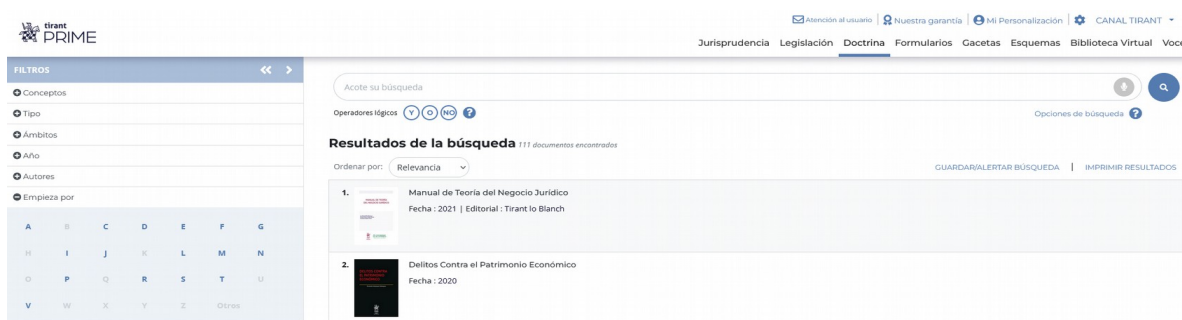 tirant
PRIME
Atención al usuario
Nuestra garantía
Mi Personalización
CANAL TIRANT
Jurisprudencia Legislación Doctrina Formularios Gacetas Esquemas Biblioteca Virtual Voce
FILTROS
Conceptos
Tipo
Ámbitos
Año
Autores
Empieza por
A B C D E F G
H I J K L M N
O P Q R S T U
V W X Y Z Otros
Acote su búsqueda
Operadores lógicos Y O NO ?
Opciones de búsqueda ?
Resultados de la búsqueda 111 documentos encontrados
Ordenar por: Relevancia
GUARDAR/ALERTAR BÚSQUEDA | IMPRIMIR RESULTADOS
1. Manual de Teoría del Negocio Jurídico
Fecha : 2021 | Editorial : Tirant lo Blanch
2. Delitos Contra el Patrimonio Económico
Fecha : 2020